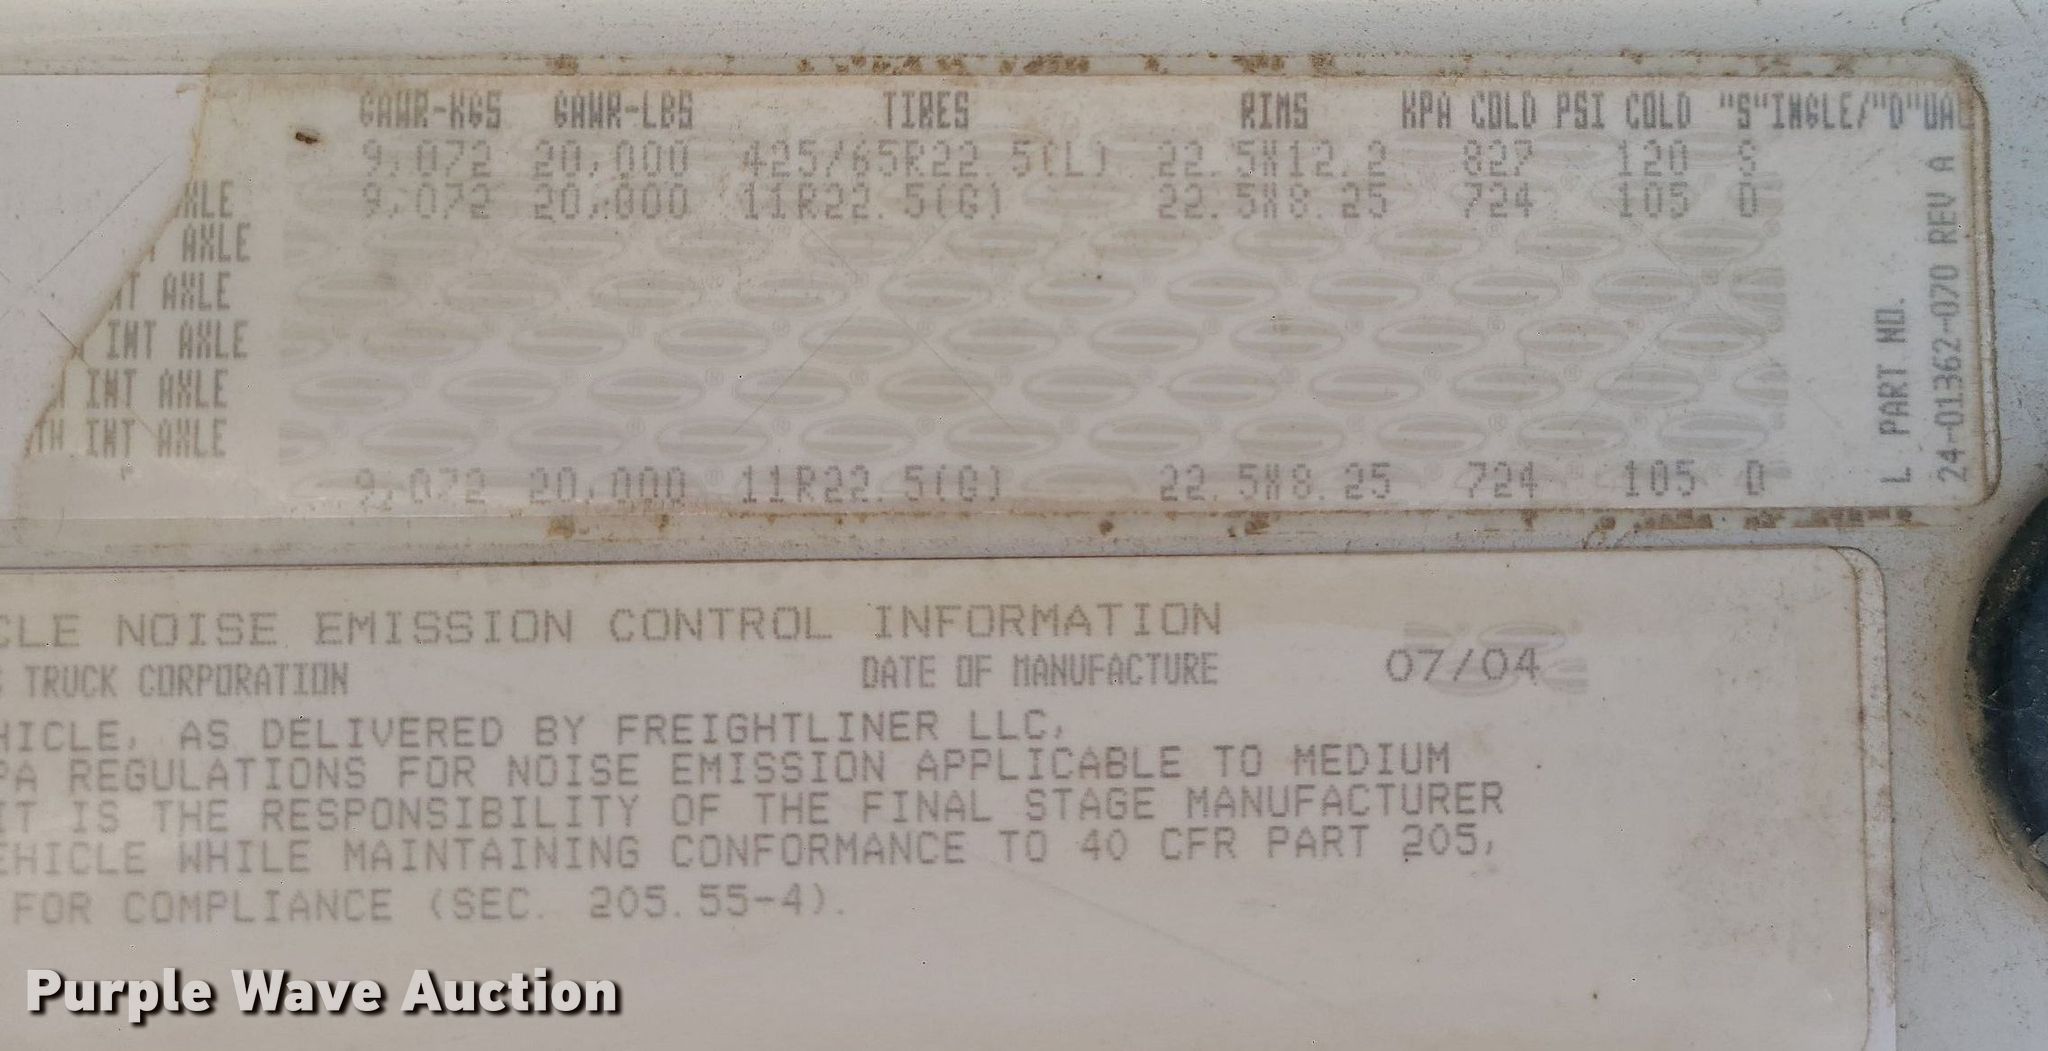 GAWR-KGS GAWR-LBS TIRES RIMS KPA COLD PSI COLD "S"INGLE/"D"UAL
9,072 20,000 425/65R22.5(L) 22.5X12.2 827 120 S
XLE 9,072 20,000 11R22.5(G) 22.5X8.25 724 105 D
T AXLE
NT AXLE
INT AXLE
INT AXLE
TH INT AXLE
9,072 20,000 11R22.5(G) 22.5X8.25 724 105 D
L PART NO.
24-01362-070 REV A
CLE NOISE EMISSION CONTROL INFORMATION
S TRUCK CORPORATION DATE OF MANUFACTURE 07/04
HICLE, AS DELIVERED BY FREIGHTLINER LLC,
PA REGULATIONS FOR NOISE EMISSION APPLICABLE TO MEDIUM
IT IS THE RESPONSIBILITY OF THE FINAL STAGE MANUFACTURER
EHICLE WHILE MAINTAINING CONFORMANCE TO 40 CFR PART 205,
FOR COMPLIANCE (SEC. 205.55-4).
Purple Wave Auction